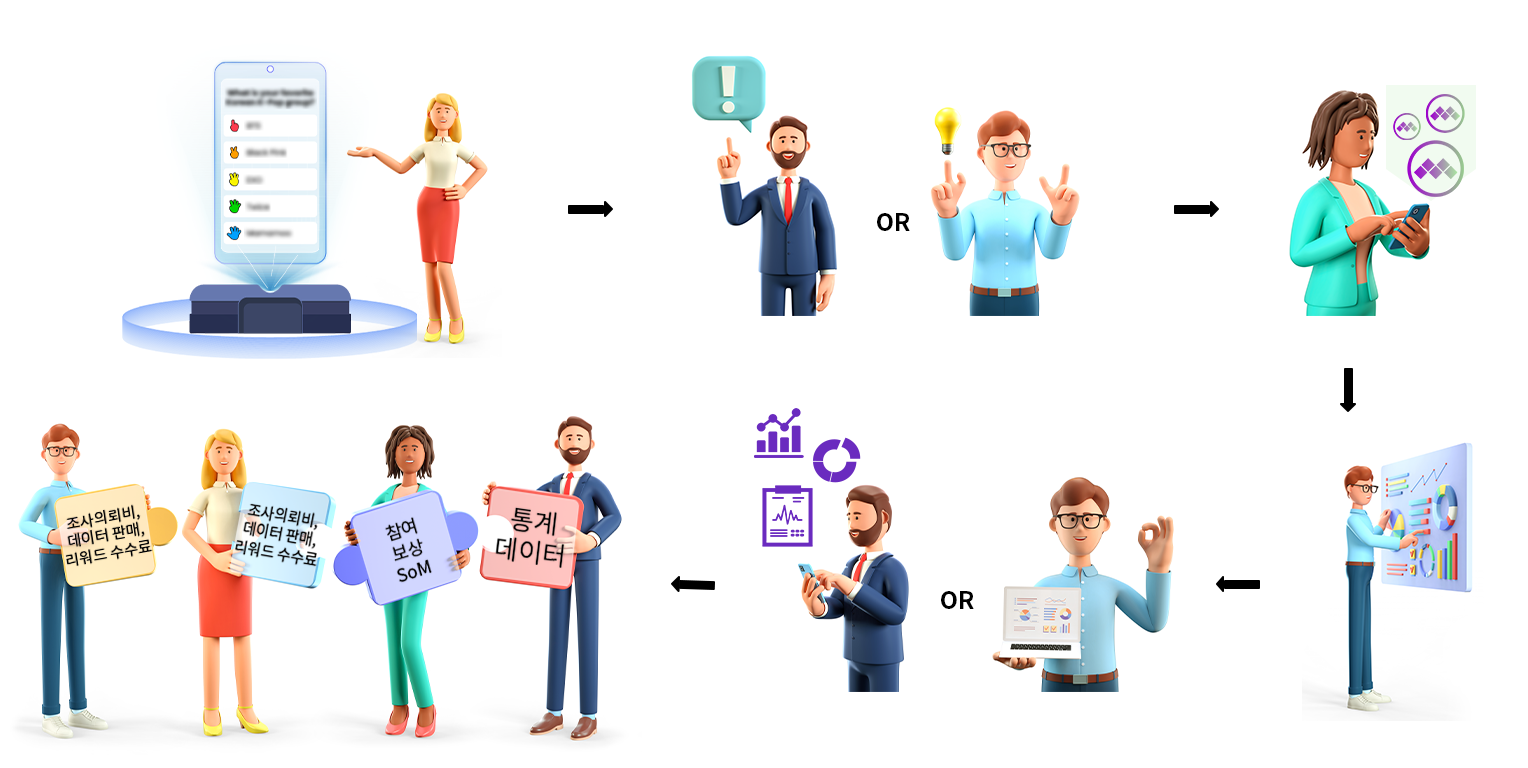 What is your favorite
Korean K-Pop group?
BTS
Black Pink
EXO
Twice
Mamamoo
OR
OR
조사의뢰비,
데이터 판매,
리워드 수수료
조사의뢰비,
데이터 판매,
리워드 수수료
참여
보상
SoM
통계
데이터